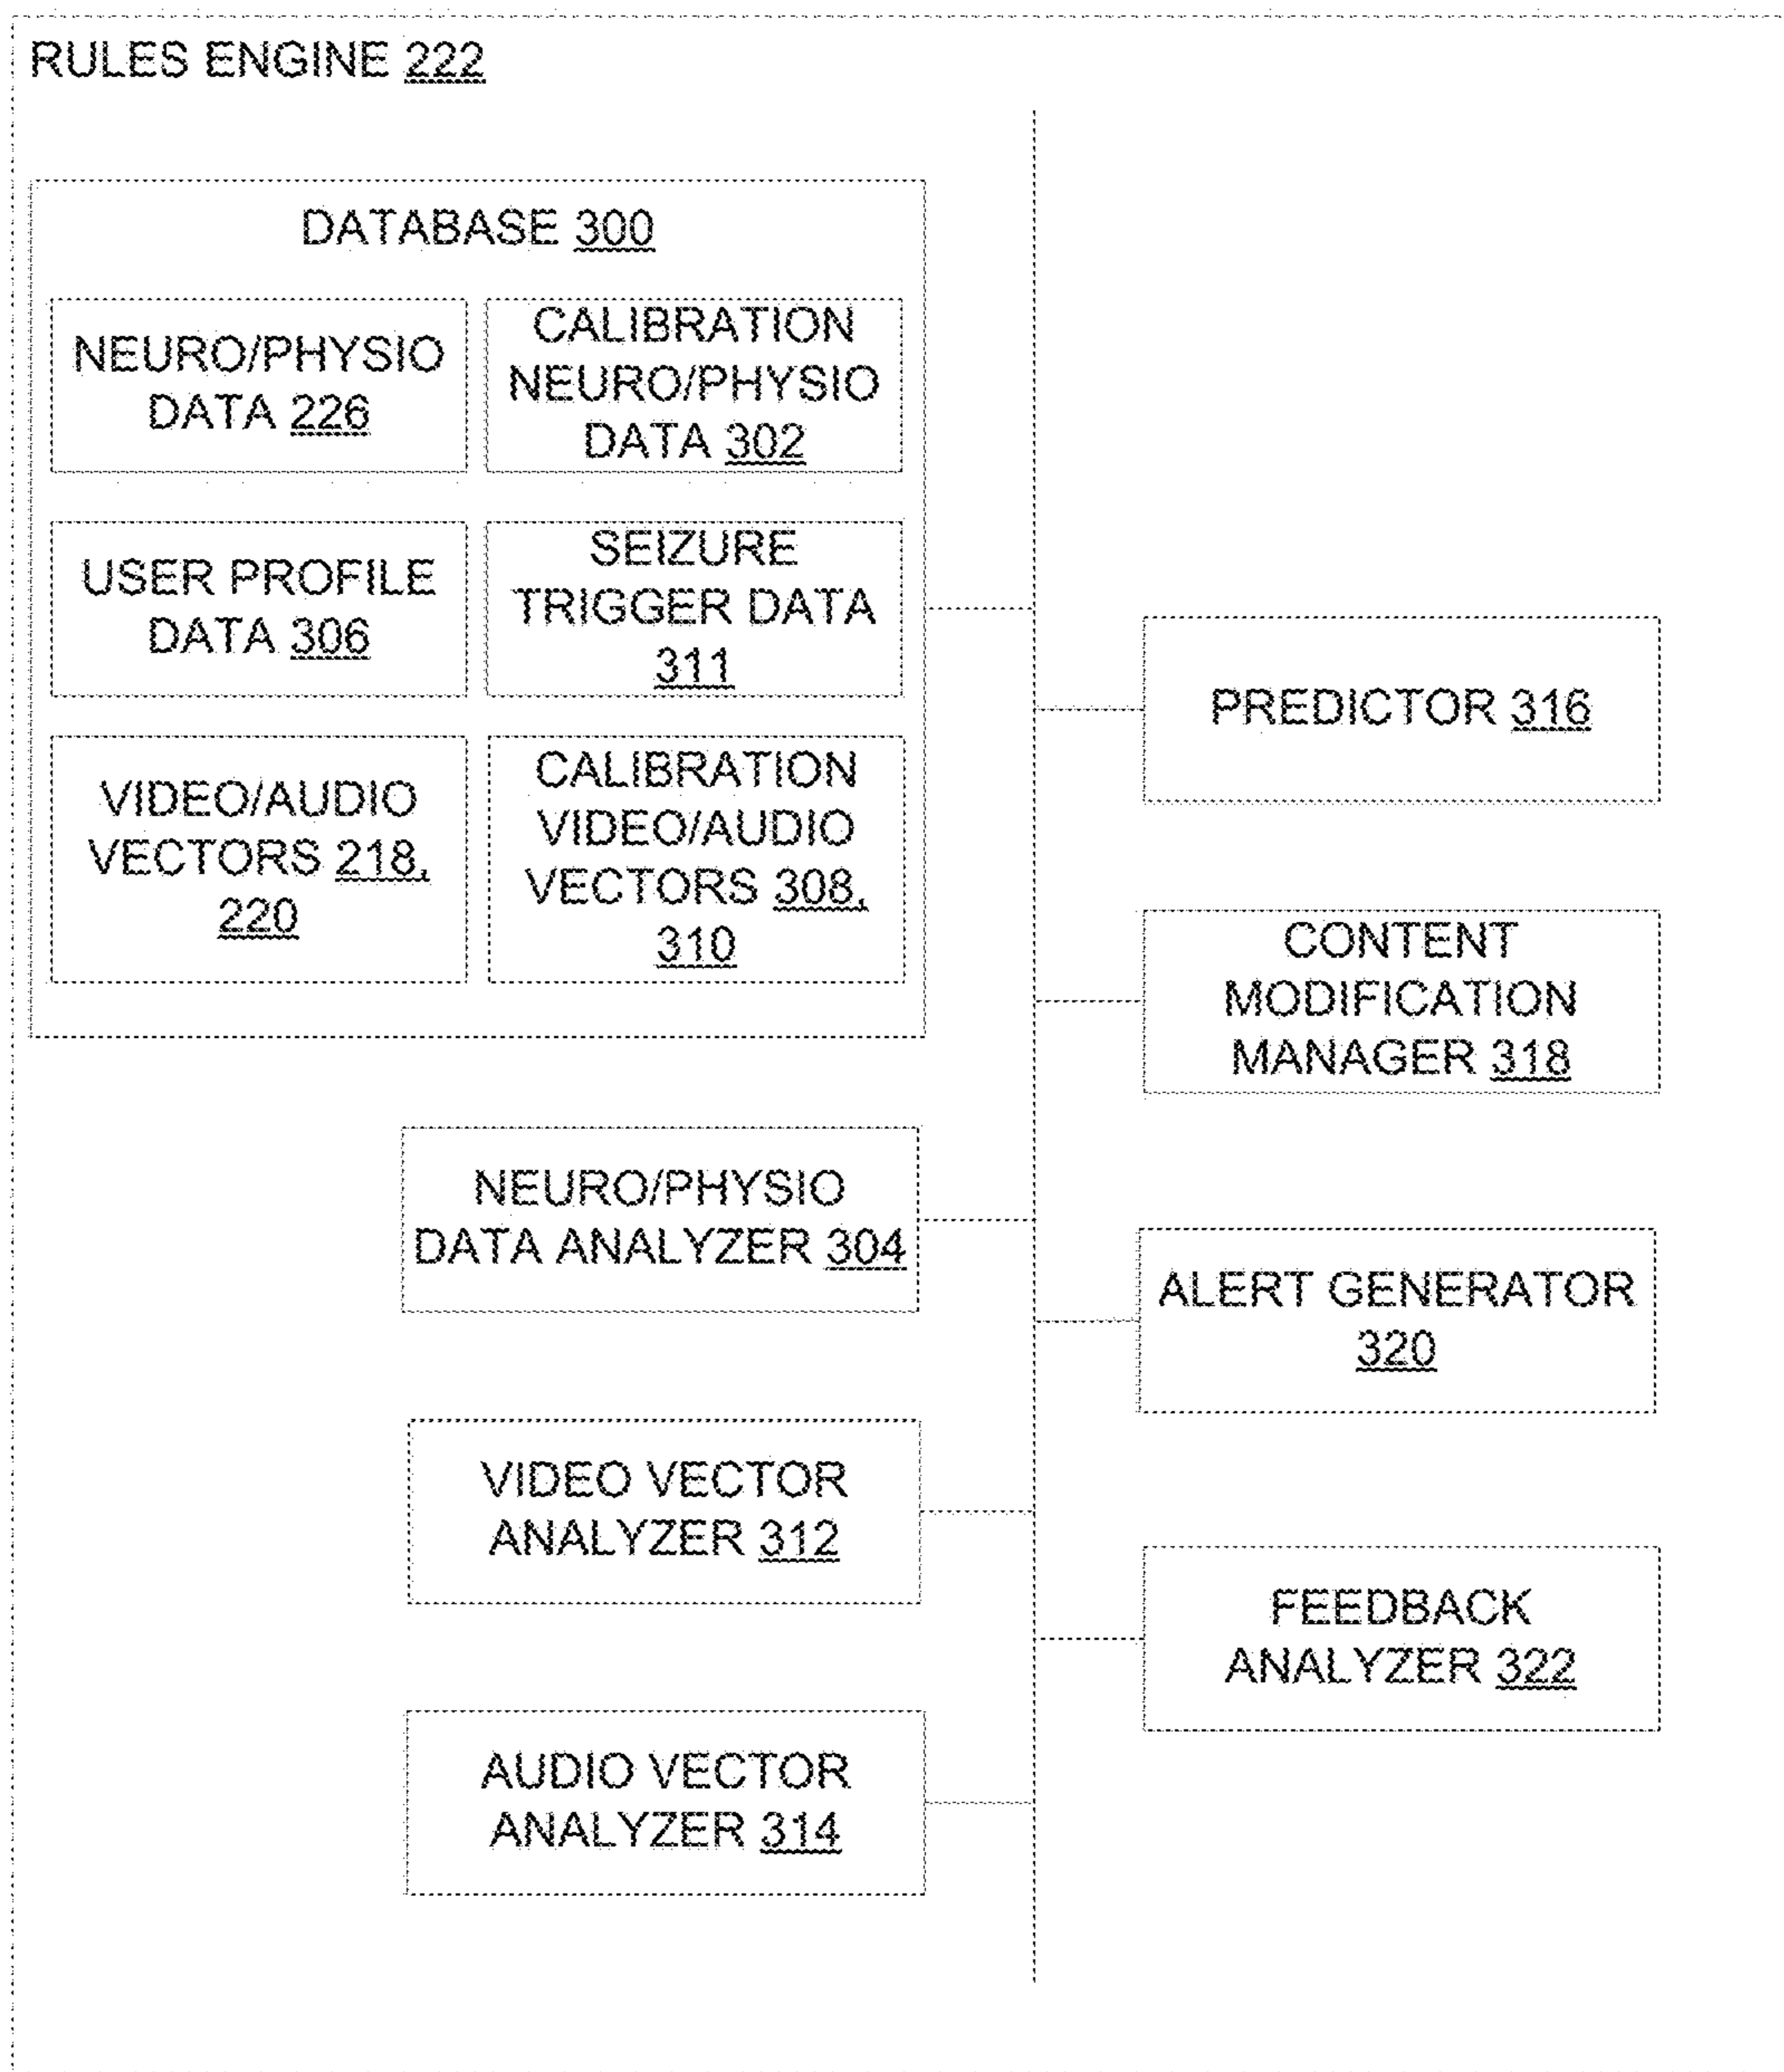 RULES ENGINE 222
DATABASE 300
NEURO/PHYSIO
DATA 226
CALIBRATION
NEURO/PHYSIO
DATA 302
USER PROFILE
DATA 306
SEIZURE
TRIGGER DATA
311
VIDEO/AUDIO
VECTORS 218,
220
CALIBRATION
VIDEO/AUDIO
VECTORS 308,
310
NEURO/PHYSIO
DATA ANALYZER 304
VIDEO VECTOR
ANALYZER 312
AUDIO VECTOR
ANALYZER 314
PREDICTOR 316
CONTENT
MODIFICATION
MANAGER 318
ALERT GENERATOR
320
FEEDBACK
ANALYZER 322